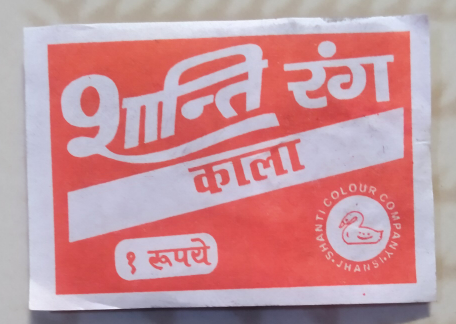 शान्ति रंग
काला
१ रूपये
SHANTI COLOUR COMPANY JHANSI